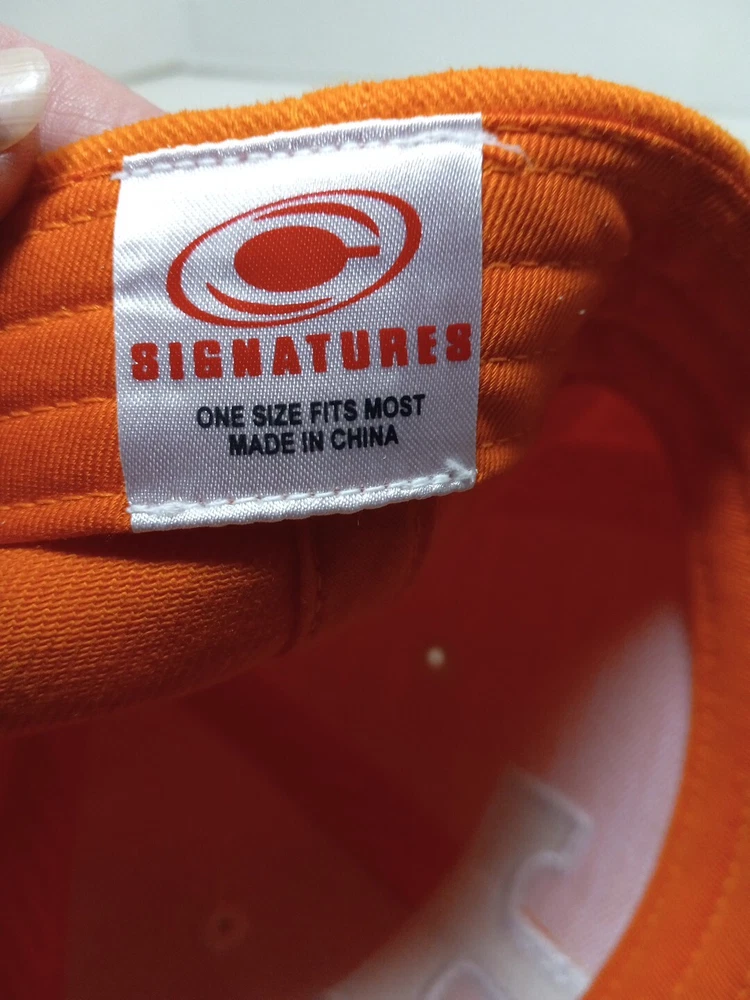 SIGNATURES
ONE SIZE FITS MOST
MADE IN CHINA